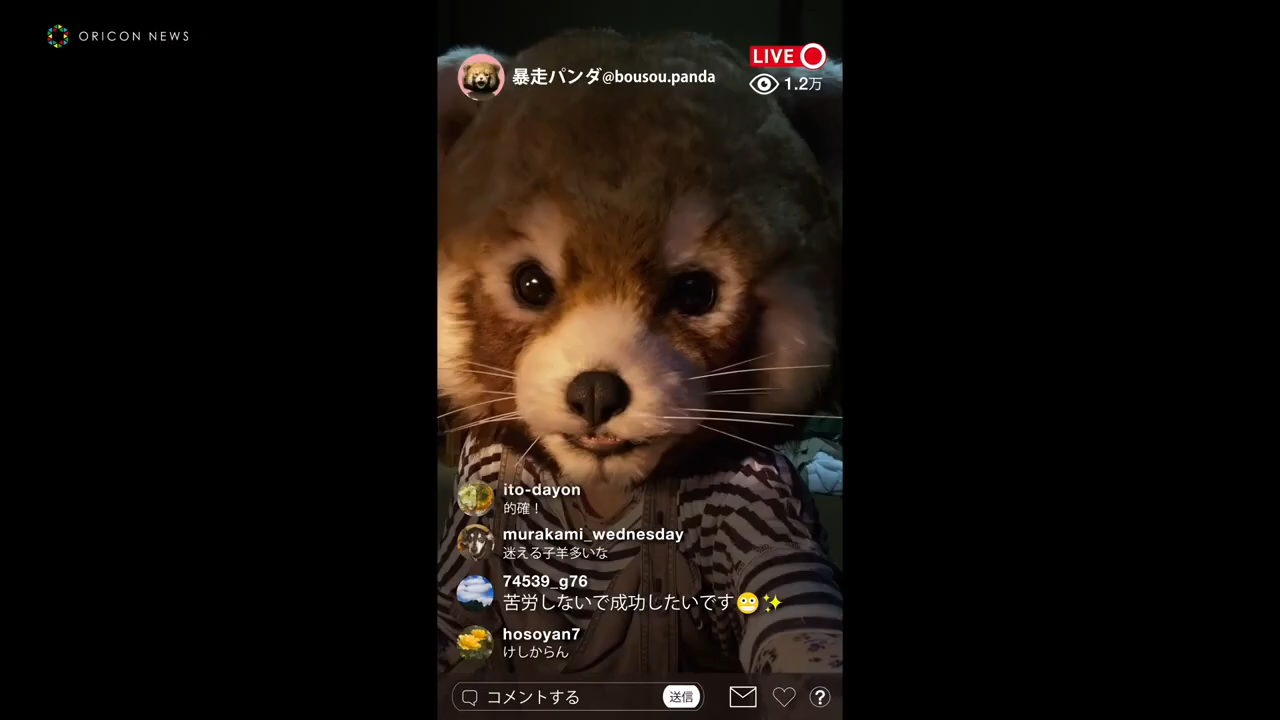 ORICON NEWS
暴走パンダ@bousou.panda
LIVE
1.2万
ito-dayon
的確！
murakami_wednesday
迷える子羊多いな
74539_g76
苦労しないで成功したいです😬✨
hosoyan7
けしからん
コメントする
送信
?